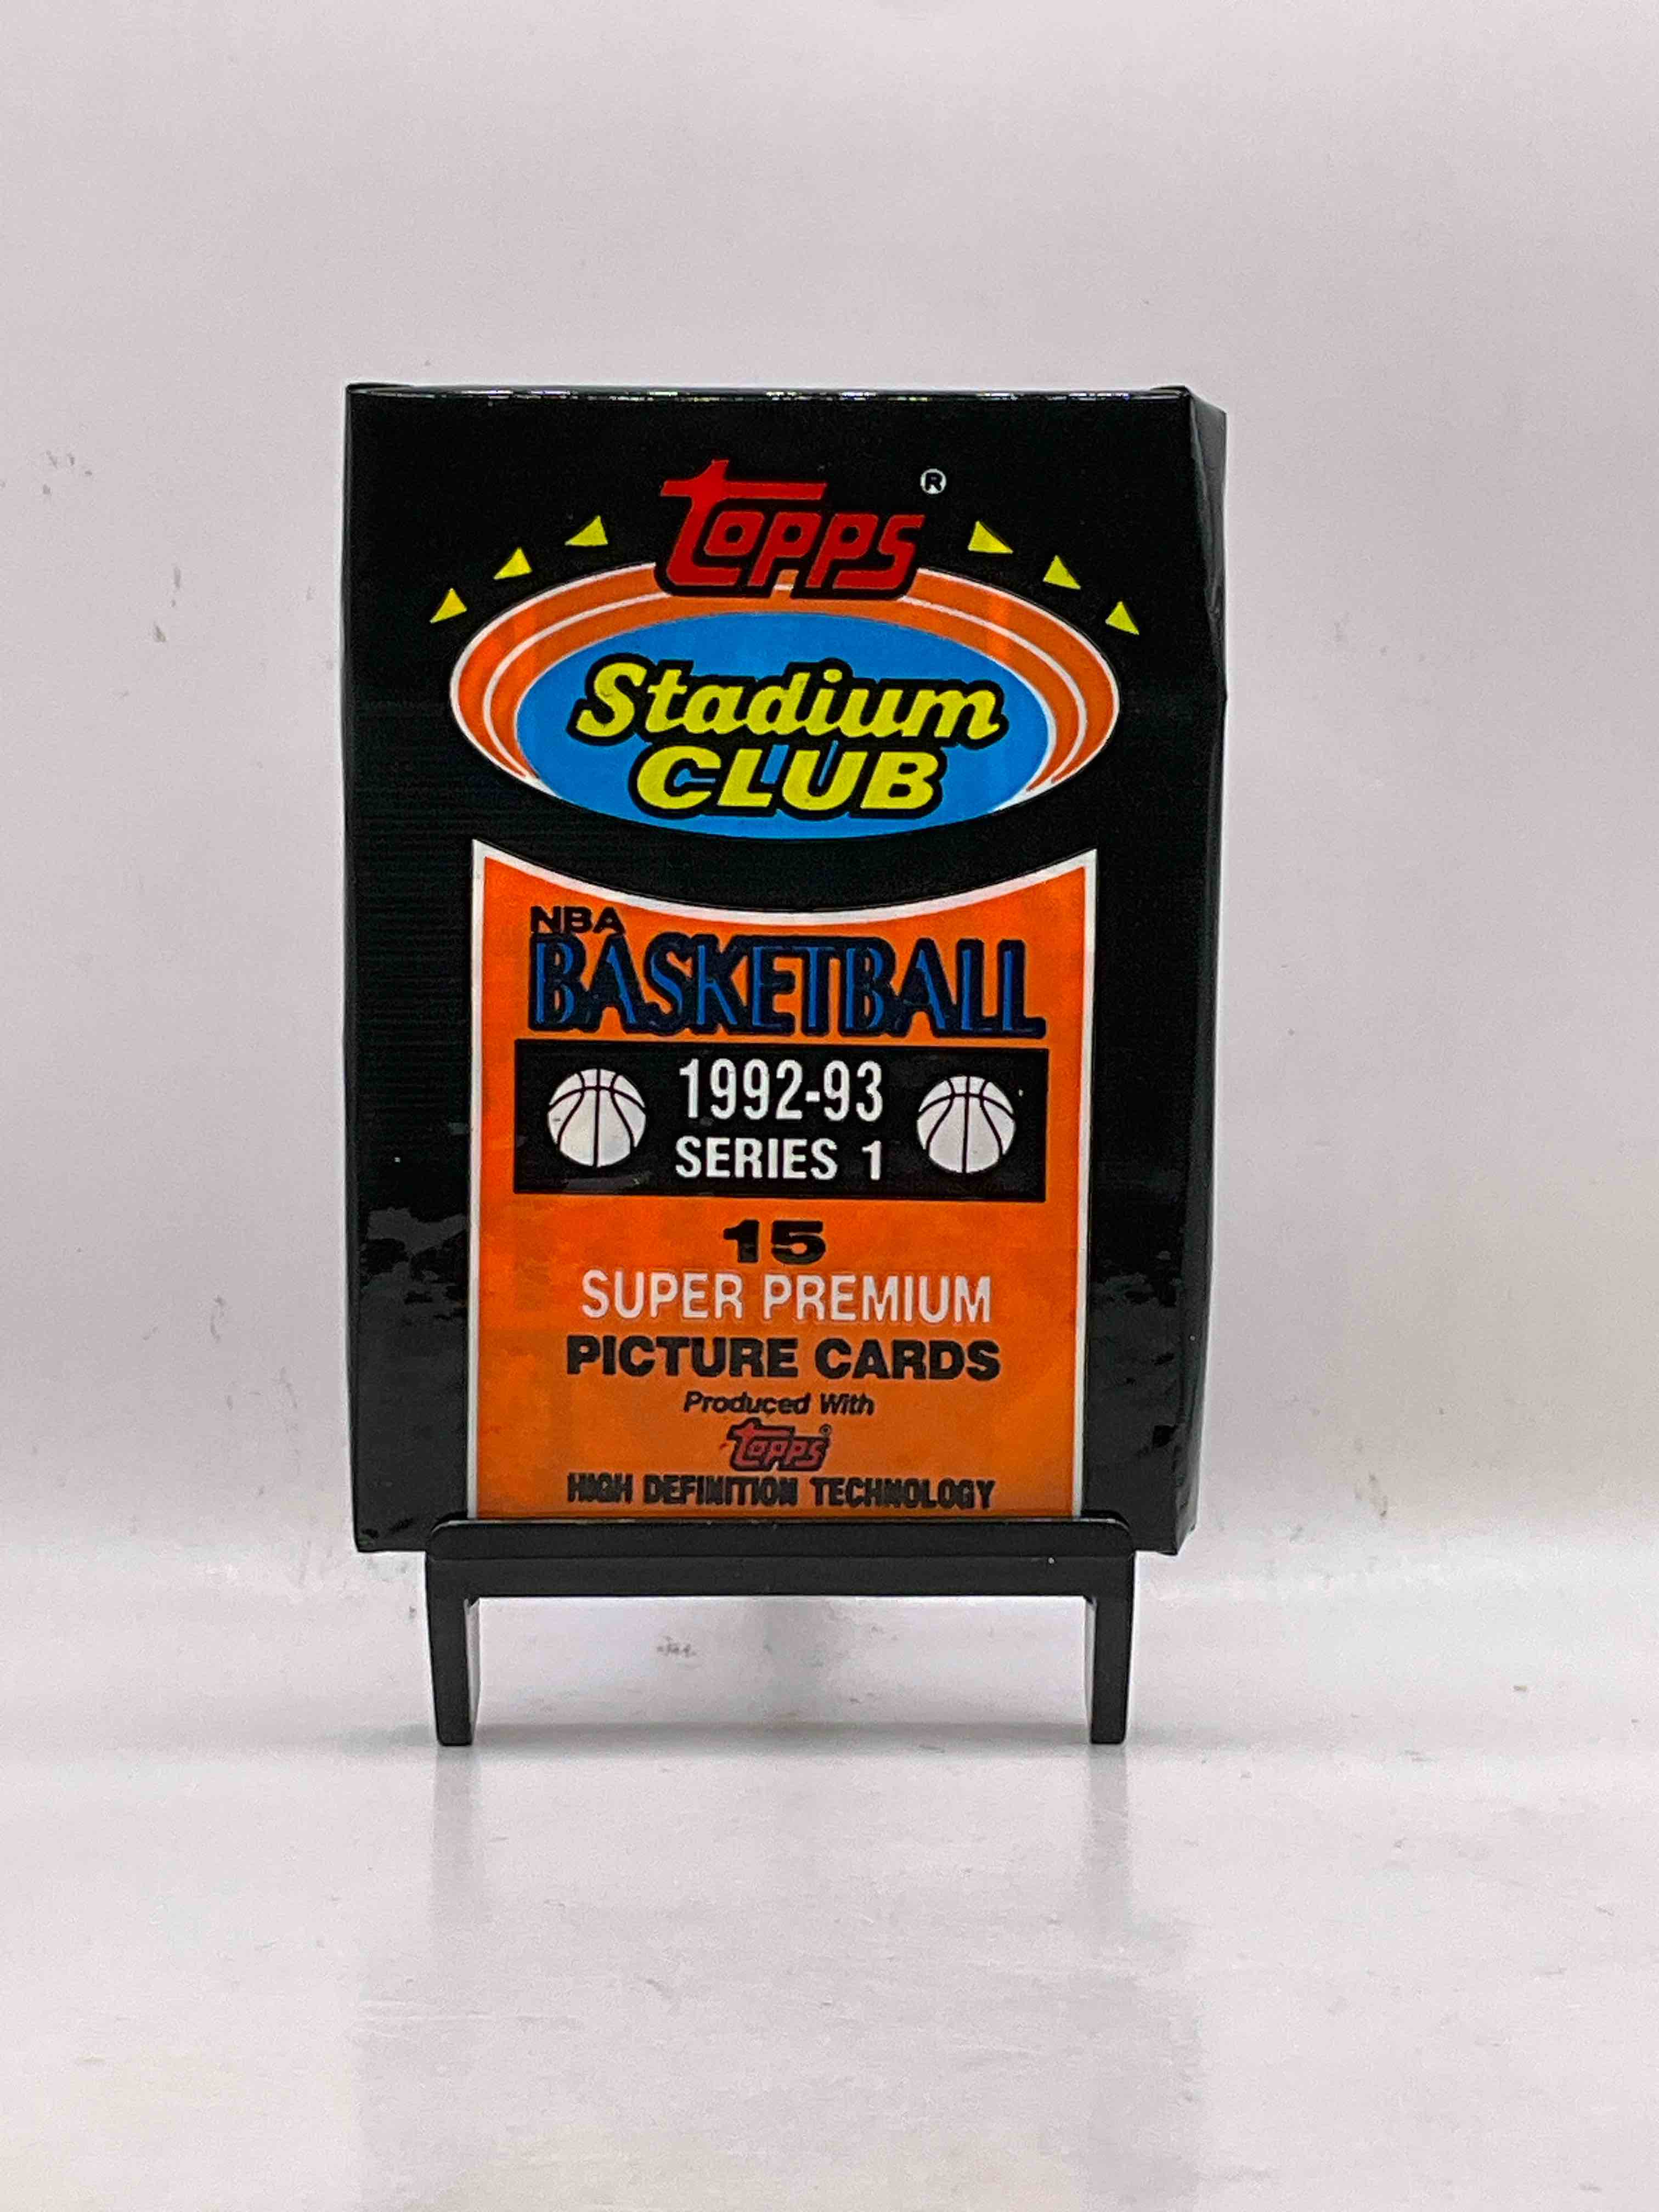 Topps ®
Stadium
CLUB
NBA
BASKETBALL
1992-93
SERIES 1
15
SUPER PREMIUM
PICTURE CARDS
Produced With
Topps ®
HIGH DEFINITION TECHNOLOGY